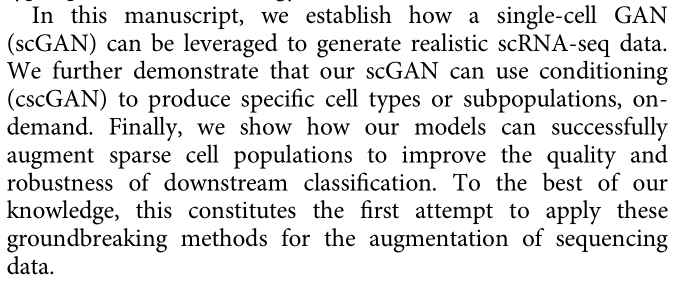 In this manuscript, we establish how a single-cell GAN
(scGAN) can be leveraged to generate realistic scRNA-seq data.
We further demonstrate that our scGAN can use conditioning
(cscGAN) to produce specific cell types or subpopulations, on-
demand. Finally, we show how our models can successfully
augment sparse cell populations to improve the quality and
robustness of downstream classification. To the best of our
knowledge, this constitutes the first attempt to apply these
groundbreaking methods for the augmentation of sequencing
data.